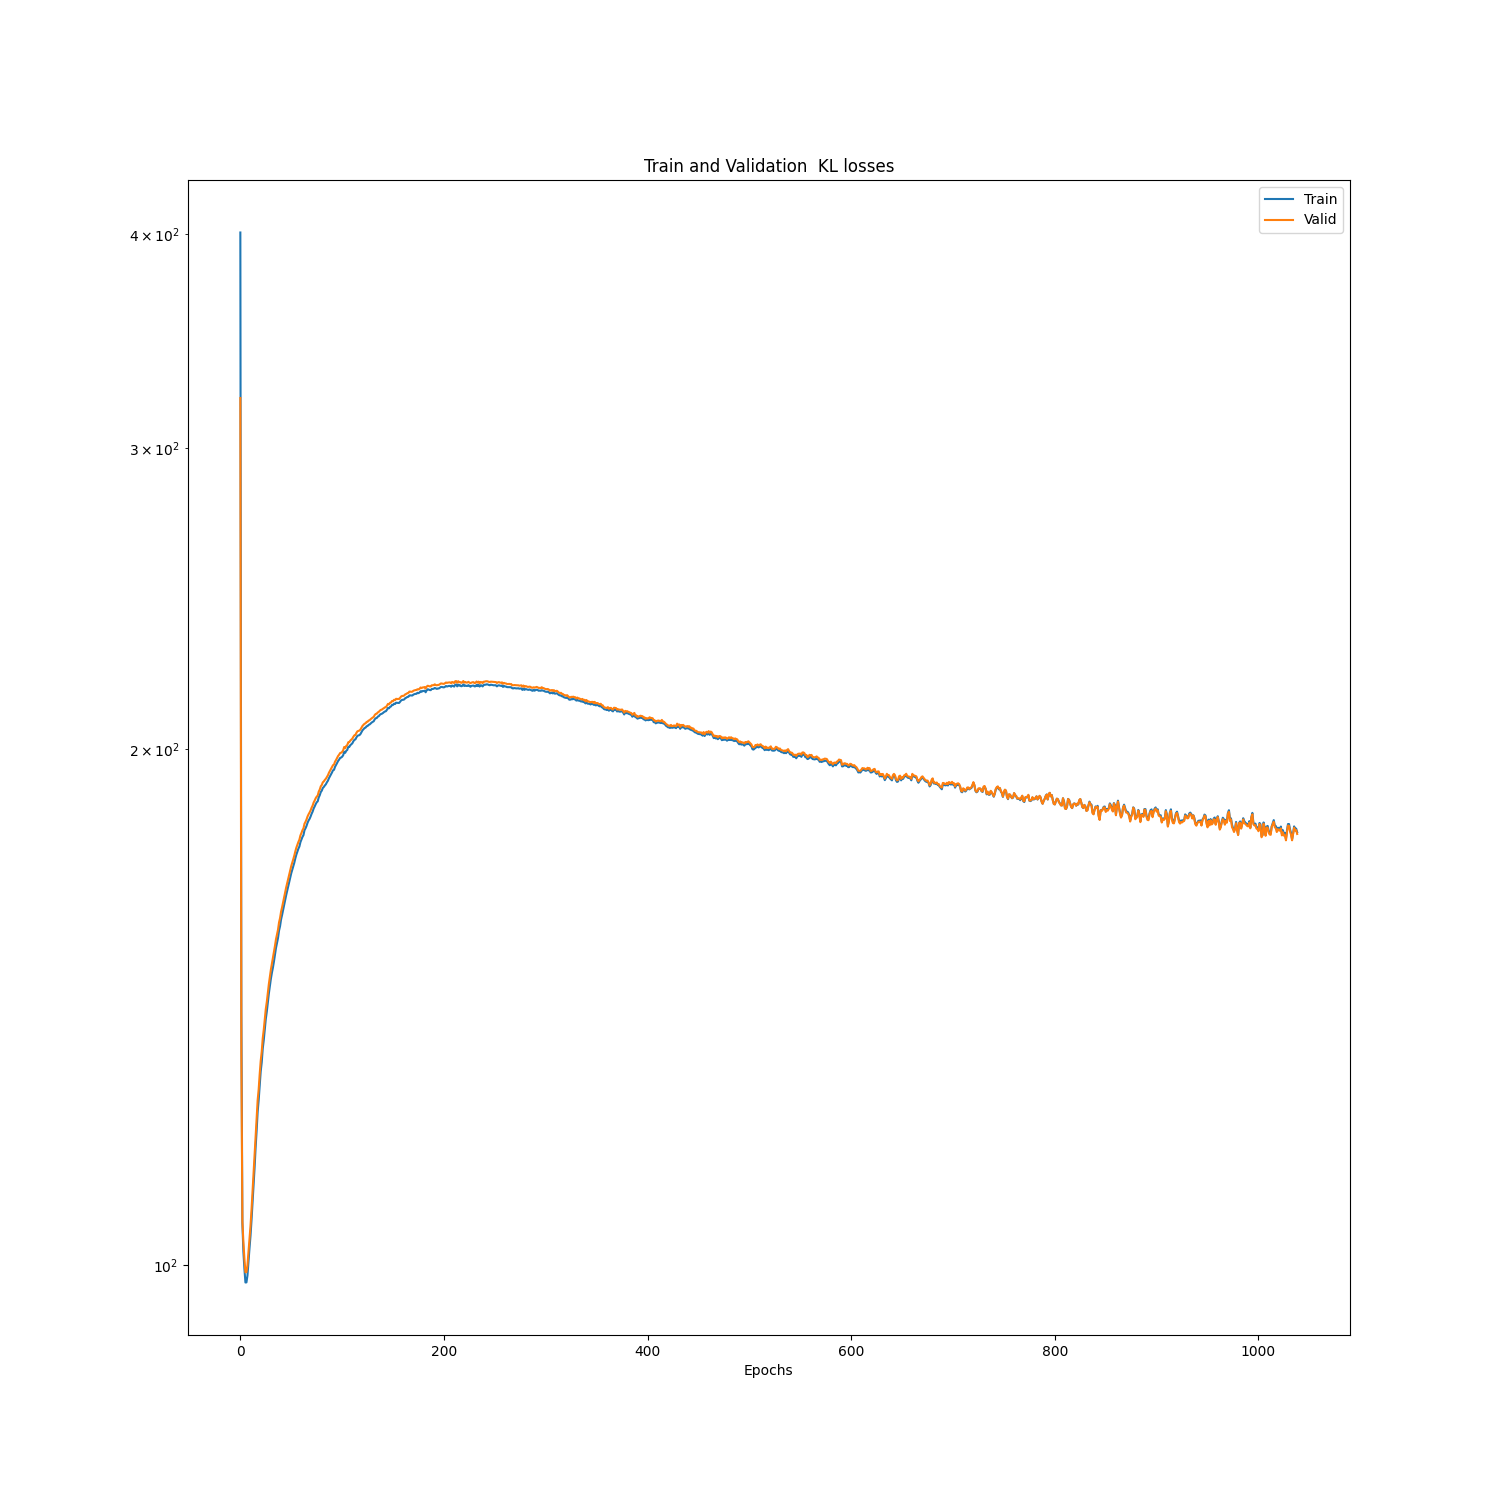 Train and Validation  KL losses
Train
Valid
4 × 10²
3 × 10²
2 × 10²
10²
0 200 400 600 800 1000
Epochs